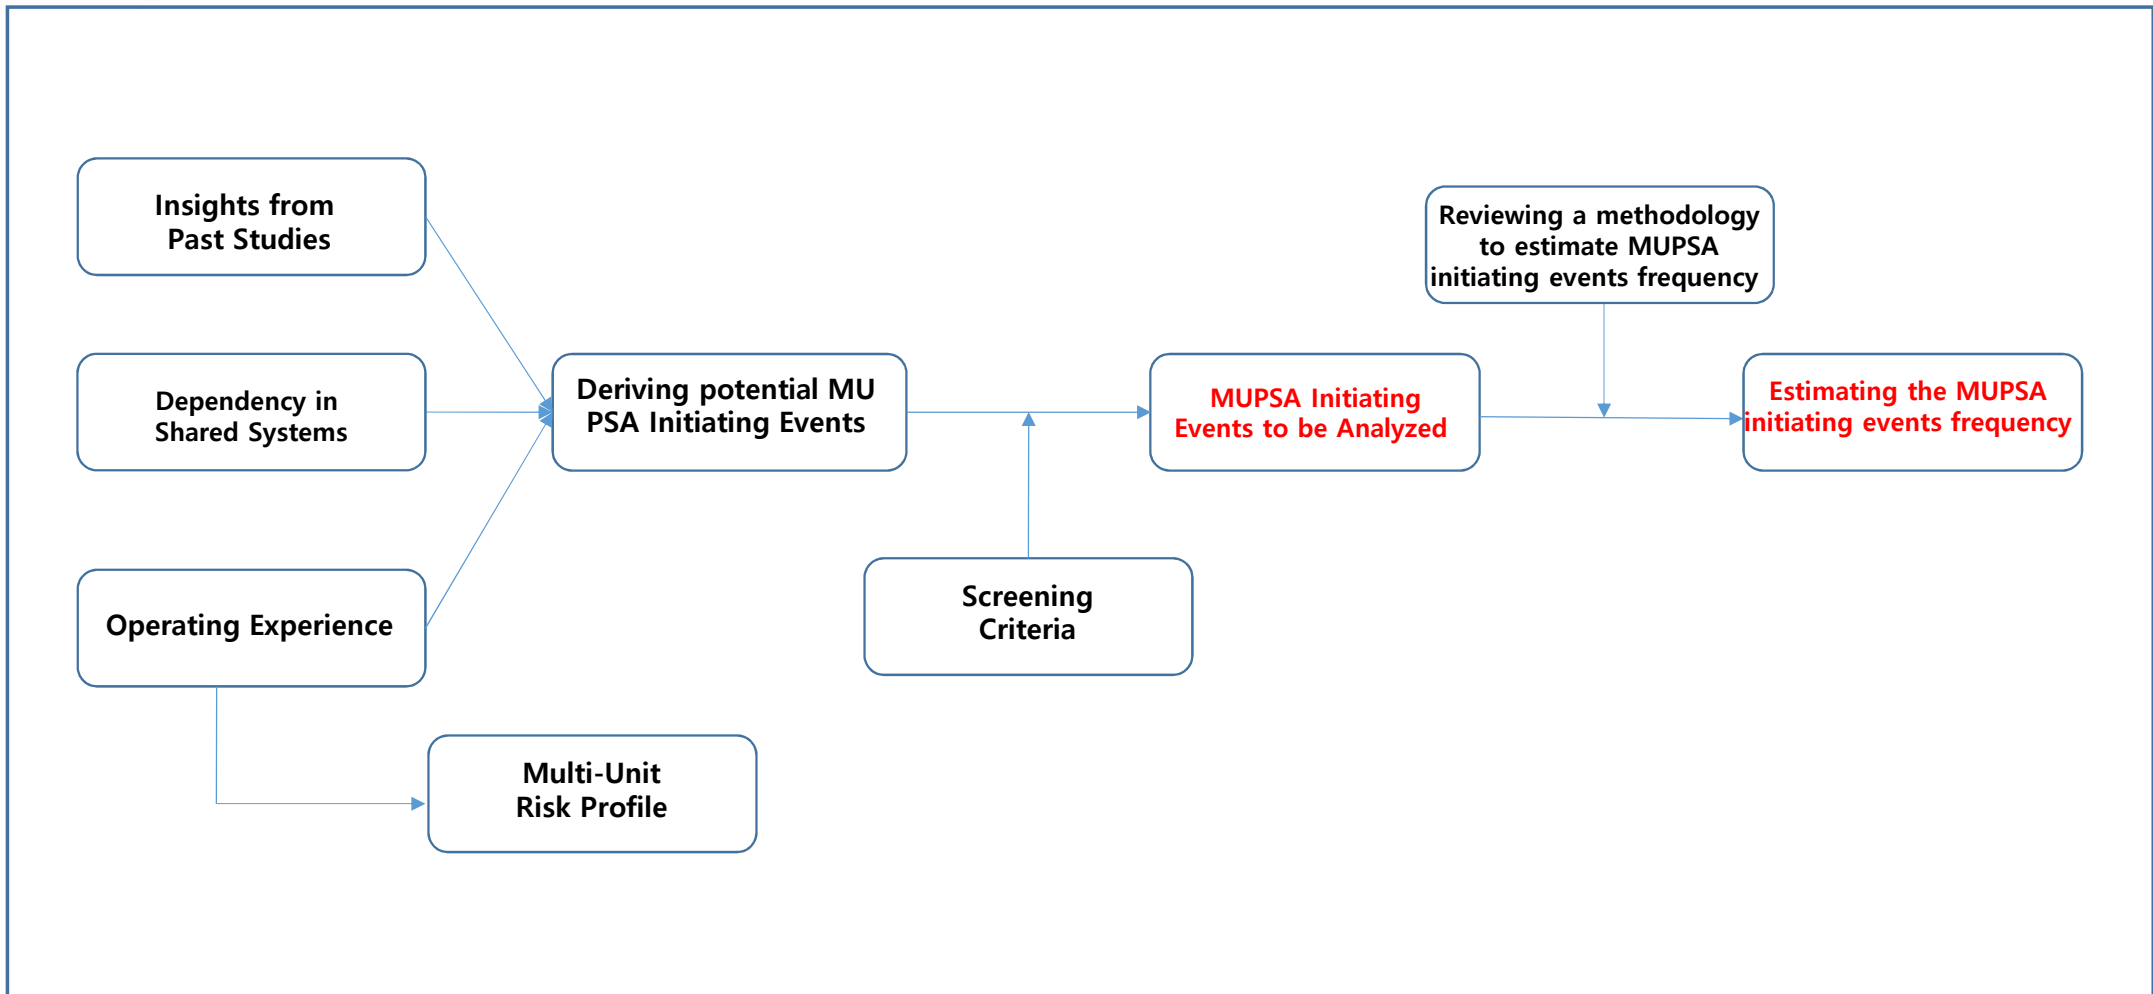 Insights from
Past Studies
Dependency in
Shared Systems
Operating Experience
Multi-Unit
Risk Profile
Deriving potential MU
PSA Initiating Events
Screening
Criteria
MUPSA Initiating
Events to be Analyzed
Reviewing a methodology
to estimate MUPSA
initiating events frequency
Estimating the MUPSA
initiating events frequency